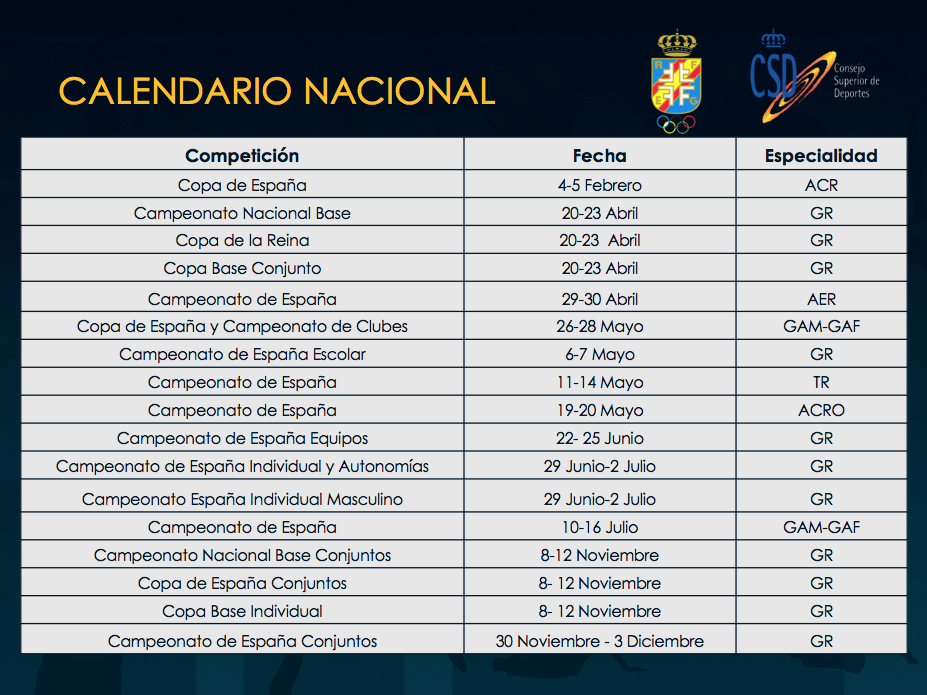 CALENDARIO NACIONAL
R F
E G
CSD
Consejo
Superior de
Deportes
Competición Fecha Especialidad
Copa de España 4-5 Febrero ACR
Campeonato Nacional Base 20-23 Abril GR
Copa de la Reina 20-23 Abril GR
Copa Base Conjunto 20-23 Abril GR
Campeonato de España 29-30 Abril AER
Copa de España y Campeonato de Clubes 26-28 Mayo GAM-GAF
Campeonato de España Escolar 6-7 Mayo GR
Campeonato de España 11-14 Mayo TR
Campeonato de España 19-20 Mayo ACRO
Campeonato de España Equipos 22- 25 Junio GR
Campeonato de España Individual y Autonomías 29 Junio-2 Julio GR
Campeonato España Individual Masculino 29 Junio-2 Julio GR
Campeonato de España 10-16 Julio GAM-GAF
Campeonato Nacional Base Conjuntos 8-12 Noviembre GR
Copa de España Conjuntos 8- 12 Noviembre GR
Copa Base Individual 8- 12 Noviembre GR
Campeonato de España Conjuntos 30 Noviembre - 3 Diciembre GR